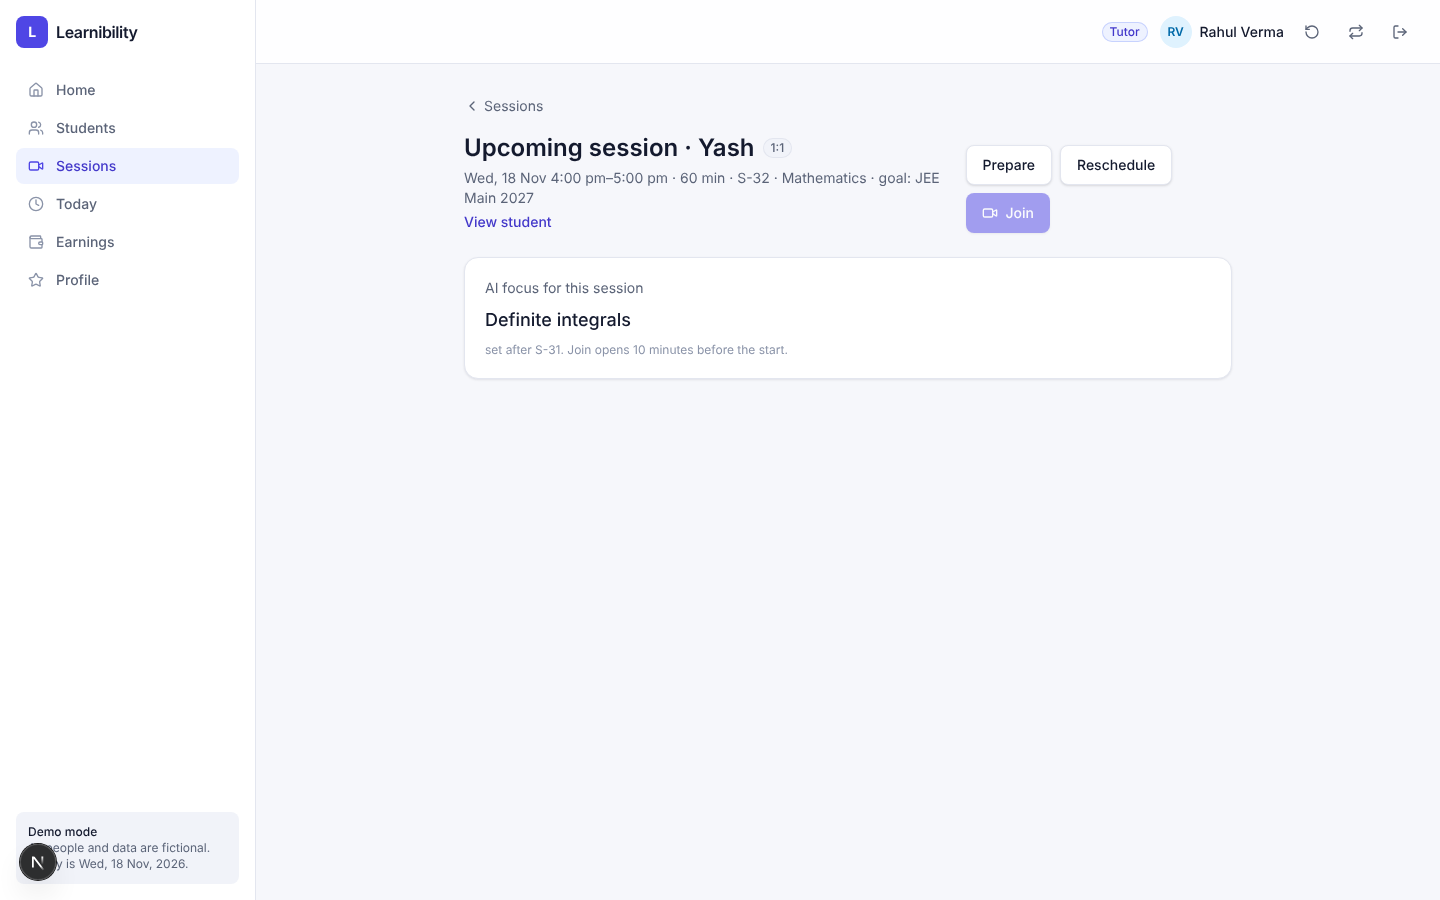 L Learnibility
Tutor RV Rahul Verma
Home
Students
Sessions
Today
Earnings
Profile
Sessions
Upcoming session · Yash 1:1
Wed, 18 Nov 4:00 pm–5:00 pm · 60 min · S-32 · Mathematics · goal: JEE
Main 2027
View student
Prepare Reschedule
Join
AI focus for this session
Definite integrals
set after S-31. Join opens 10 minutes before the start.
Demo mode
people and data are fictional.
is Wed, 18 Nov, 2026.
N